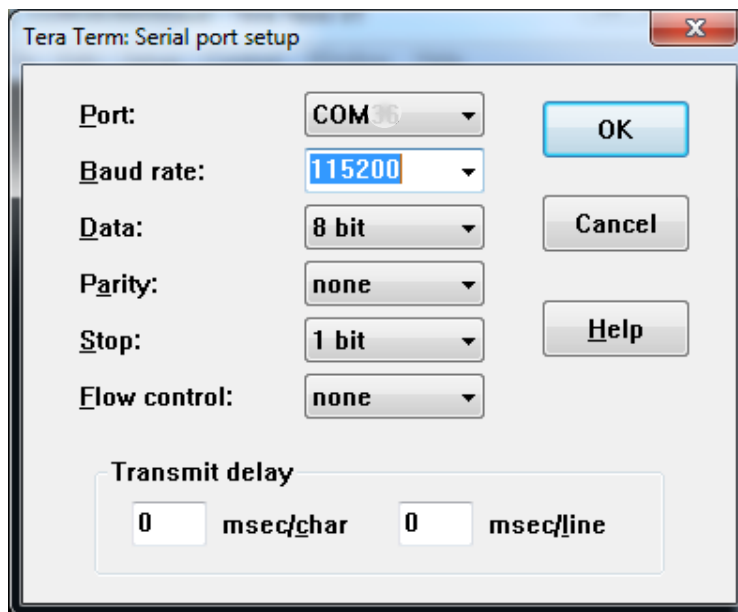 Tera Term: Serial port setup
Port: COM36 OK
Baud rate: 115200
Data: 8 bit Cancel
Parity: none
Stop: 1 bit Help
Flow control: none
Transmit delay
0 msec/char 0 msec/line